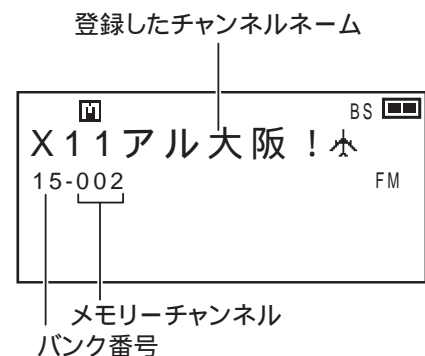 登録したチャンネルネーム
BS
X11アル大阪!
15-002 FM
メモリーチャンネル
バンク番号